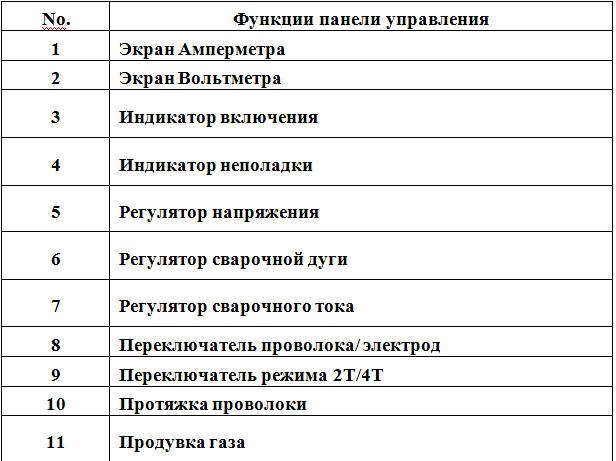 No. Функции панели управления
1 Экран Амперметра
2 Экран Вольтметра
3 Индикатор включения
4 Индикатор неполадки
5 Регулятор напряжения
6 Регулятор сварочной дуги
7 Регулятор сварочного тока
8 Переключатель проволока/ электрод
9 Переключатель режима 2Т/4Т
10 Протяжка проволоки
11 Продувка газа